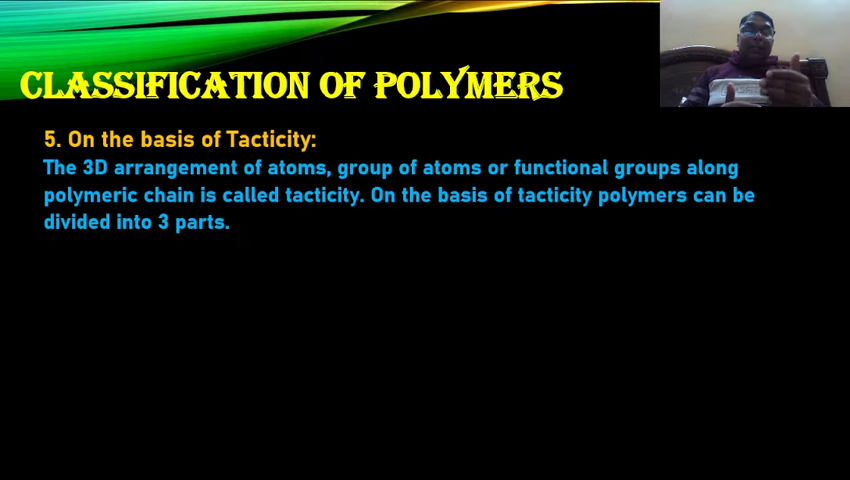 CLASSIFICATION OF POLYMERS
5. On the basis of Tacticity:
The 3D arrangement of atoms, group of atoms or functional groups along
polymeric chain is called tacticity. On the basis of tacticity polymers can be
divided into 3 parts.